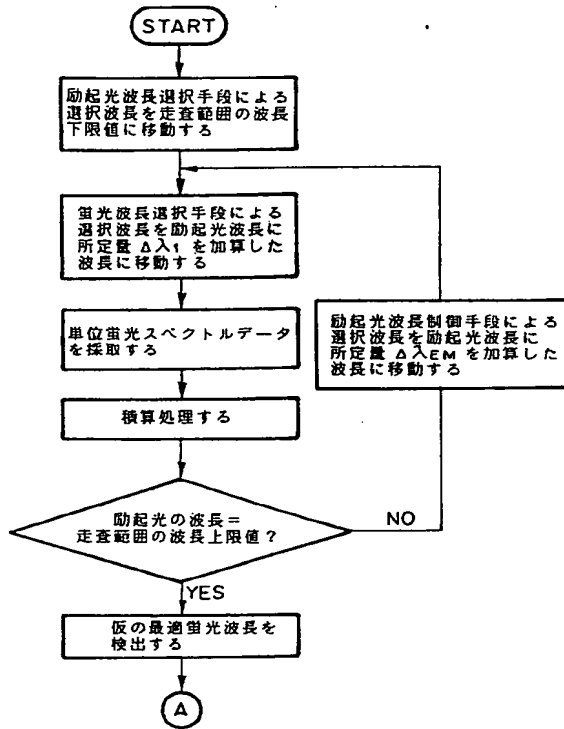 START
励起光波長選択手段による
選択波長を走査範囲の波長
下限値に移動する
蛍光波長選択手段による
選択波長を励起光波長に
所定量 Δ入1 を加算した
波長に移動する
単位蛍光スペクトルデータ
を採取する
積算処理する
励起光の波長=
走査範囲の波長上限値?
NO
励起光波長制御手段による
選択波長を励起光波長に
所定量 Δ入EM を加算した
波長に移動する
YES
仮の最適蛍光波長を
検出する
A